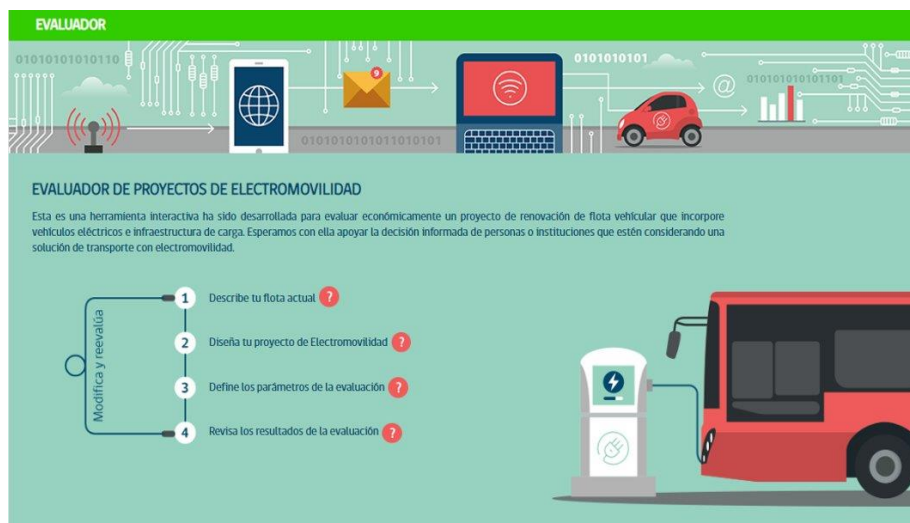 EVALUADOR
01010101010110
9
0101010101
@
010101010101101
0101010101011010101
EVALUADOR DE PROYECTOS DE ELECTROMOVILIDAD
Esta es una herramienta interactiva ha sido desarrollada para evaluar económicamente un proyecto de renovación de flota vehicular que incorpore
vehículos eléctricos e infraestructura de carga. Esperamos con ella apoyar la decisión informada de personas o instituciones que estén considerando una
solución de transporte con electromovilidad.
Modifica y reevalúa
1 Describe tu flota actual ?
2 Diseña tu proyecto de Electromovilidad ?
3 Define los parámetros de la evaluación ?
4 Revisa los resultados de la evaluación ?